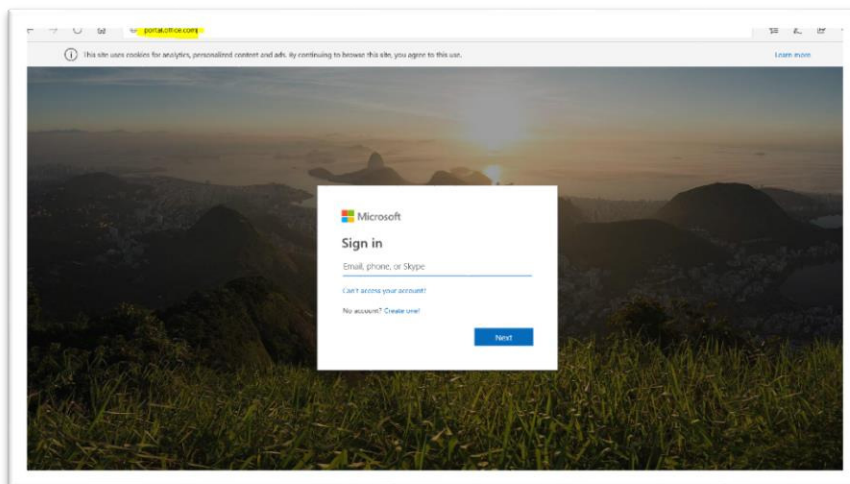 portal.office.com
This site uses cookies for analytics, personalized content and ads. By continuing to browse this site, you agree to this use.
Learn more
Microsoft
Sign in
Email, phone, or Skype
Can't access your account?
No account? Create one!
Next